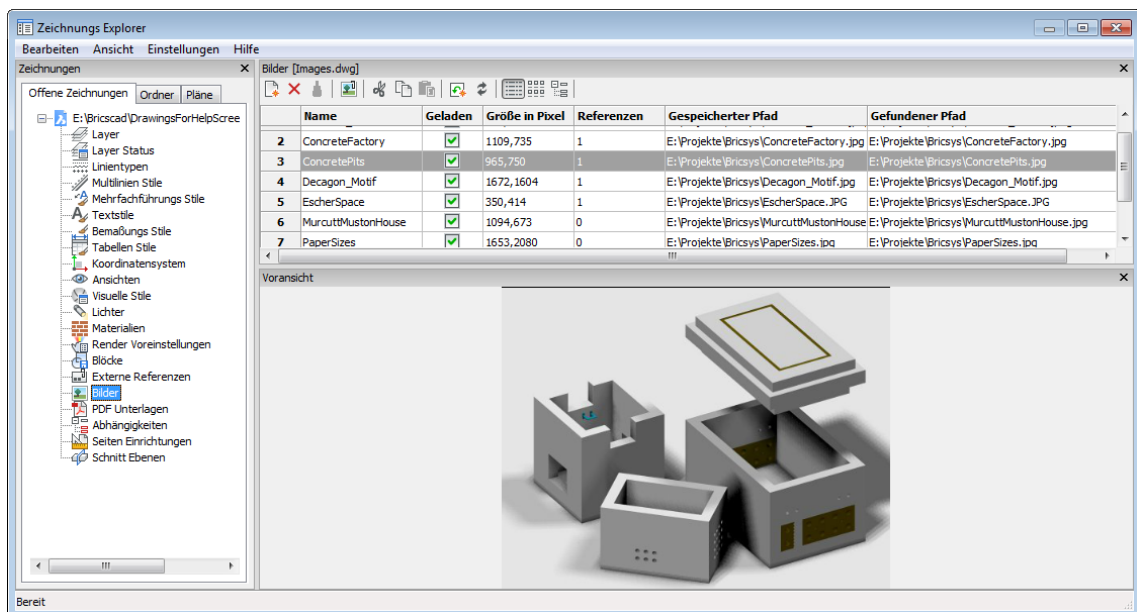 Zeichnungs Explorer
Bearbeiten Ansicht Einstellungen Hilfe
Zeichnungen
Offene Zeichnungen Ordner Pläne
E:\Bricscad\DrawingsForHelpScree
Layer
Layer Status
Linientypen
Multilinien Stile
Mehrfachführungs Stile
Textstile
Bemaßungs Stile
Tabellen Stile
Koordinatensystem
Ansichten
Visuelle Stile
Lichter
Materialien
Render Voreinstellungen
Blöcke
Externe Referenzen
Bilder
PDF Unterlagen
Abhängigkeiten
Seiten Einrichtungen
Schnitt Ebenen
Bilder [Images.dwg]
Name Geladen Größe in Pixel Referenzen Gespeicherter Pfad Gefundener Pfad
2 ConcreteFactory 1109,735 1 E:\Projekte\Bricsys\ConcreteFactory.jpg E:\Projekte\Bricsys\ConcreteFactory.jpg
3 ConcretePits 965,750 1 E:\Projekte\Bricsys\ConcretePits.jpg E:\Projekte\Bricsys\ConcretePits.jpg
4 Decagon_Motif 1672,1604 1 E:\Projekte\Bricsys\Decagon_Motif.jpg E:\Projekte\Bricsys\Decagon_Motif.jpg
5 EscherSpace 350,414 1 E:\Projekte\Bricsys\EscherSpace.JPG E:\Projekte\Bricsys\EscherSpace.JPG
6 MurcuttMustonHouse 1094,673 0 E:\Projekte\Bricsys\MurcuttMustonHouse E:\Projekte\Bricsys\MurcuttMustonHouse.jpg
7 PaperSizes 1653,2080 0 E:\Projekte\Bricsys\PaperSizes.jpg E:\Projekte\Bricsys\PaperSizes.jpg
Voransicht
Bereit